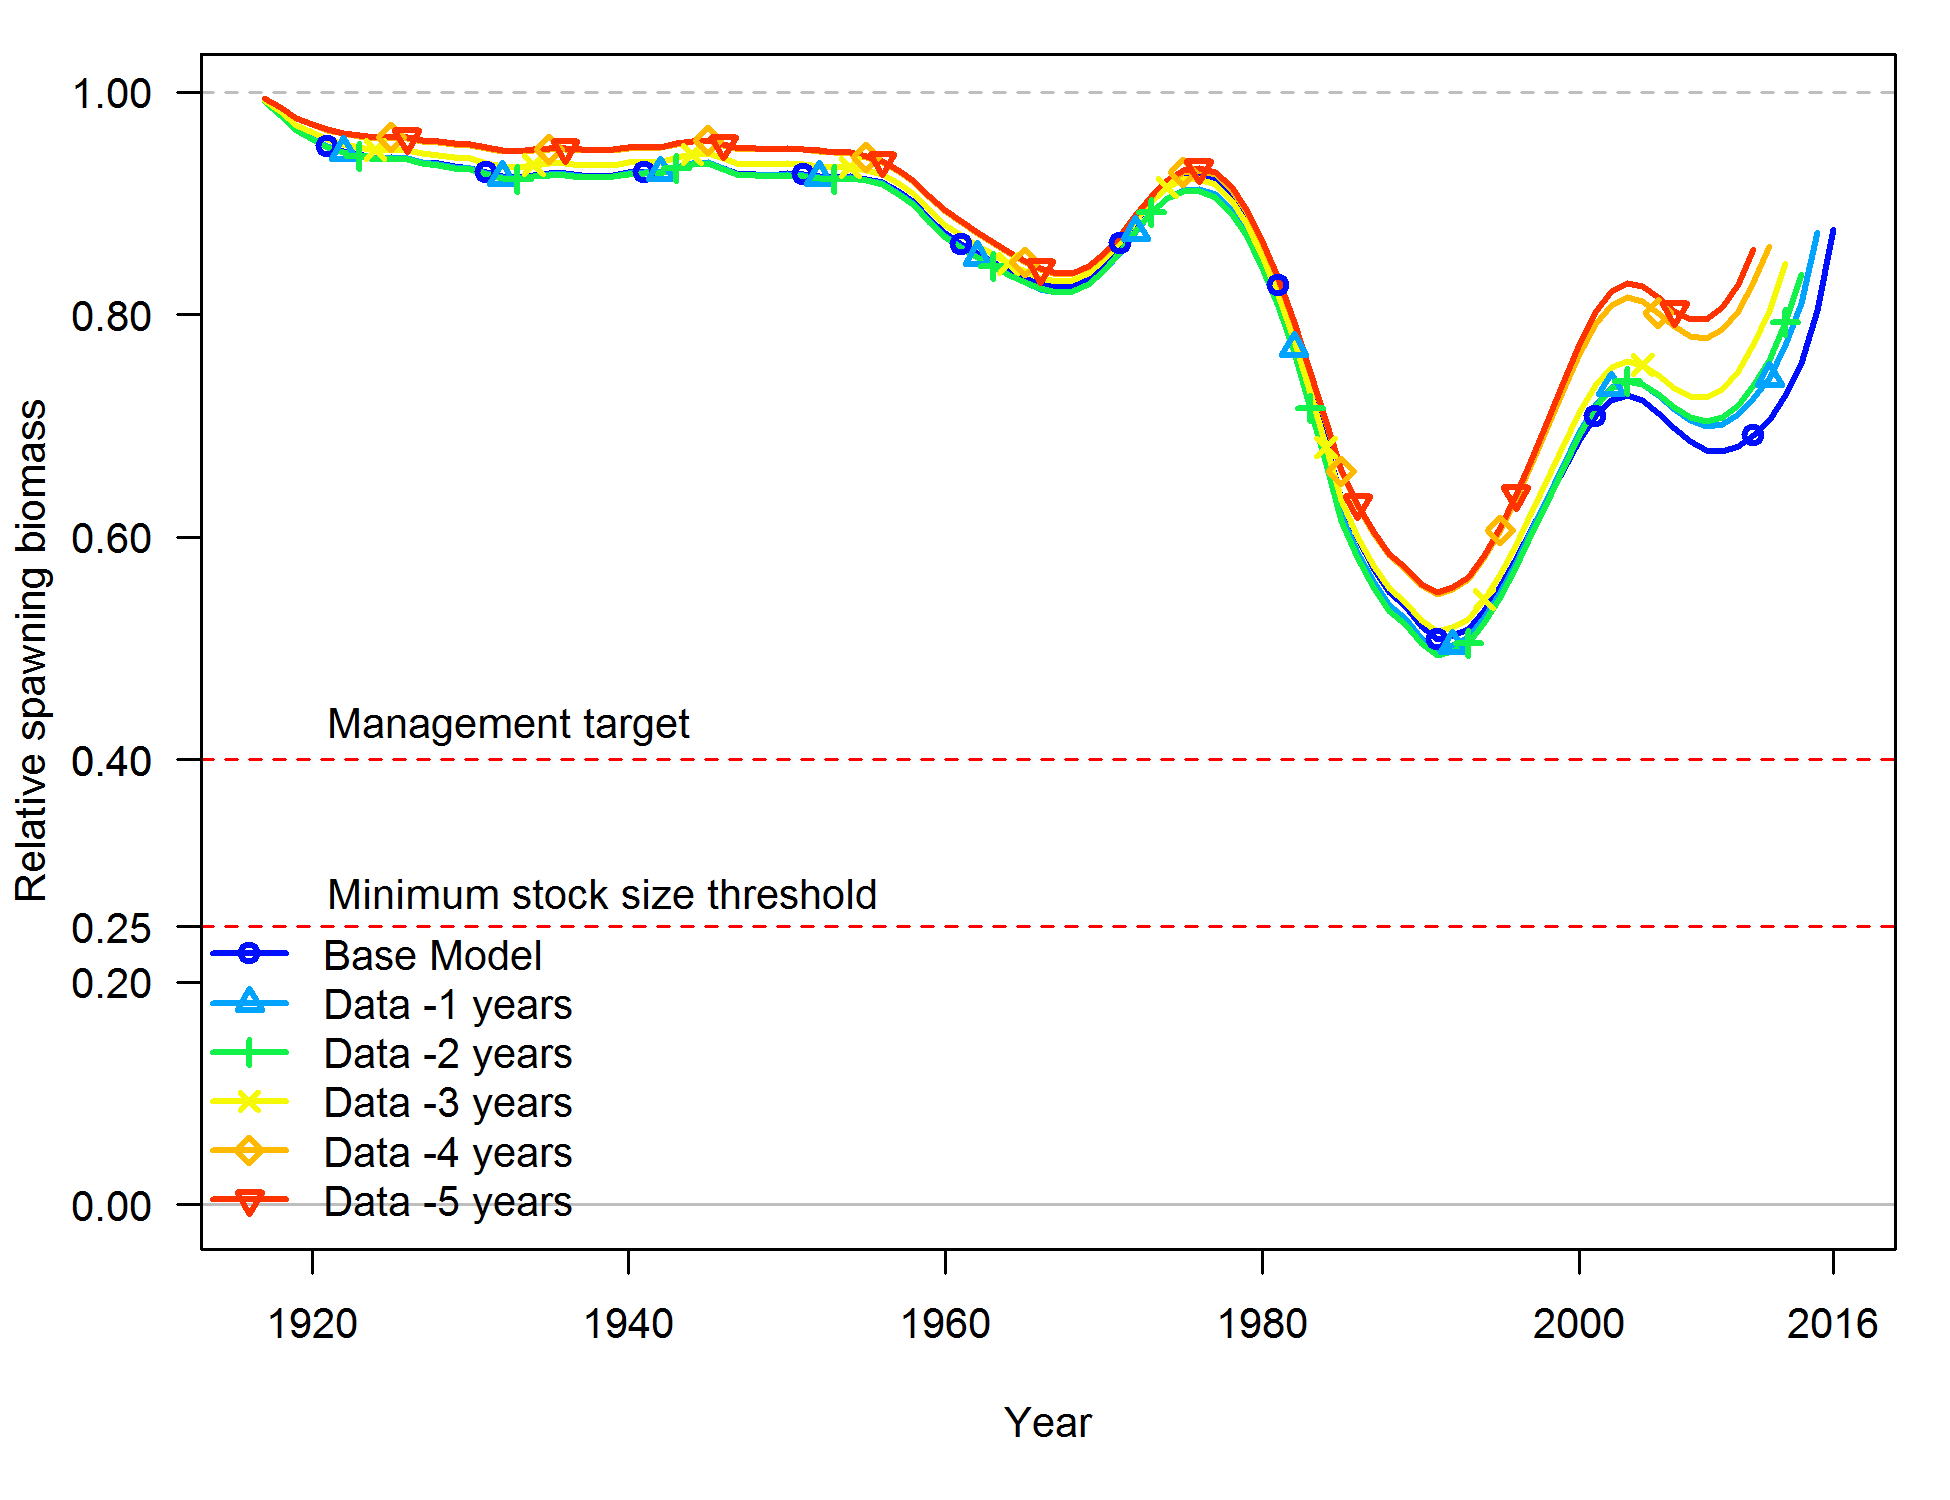 1.00
0.80
0.60
0.40
0.25
0.20
0.00
Relative spawning biomass
Management target
Minimum stock size threshold
Base Model
Data -1 years
Data -2 years
Data -3 years
Data -4 years
Data -5 years
1920 1940 1960 1980 2000 2016
Year